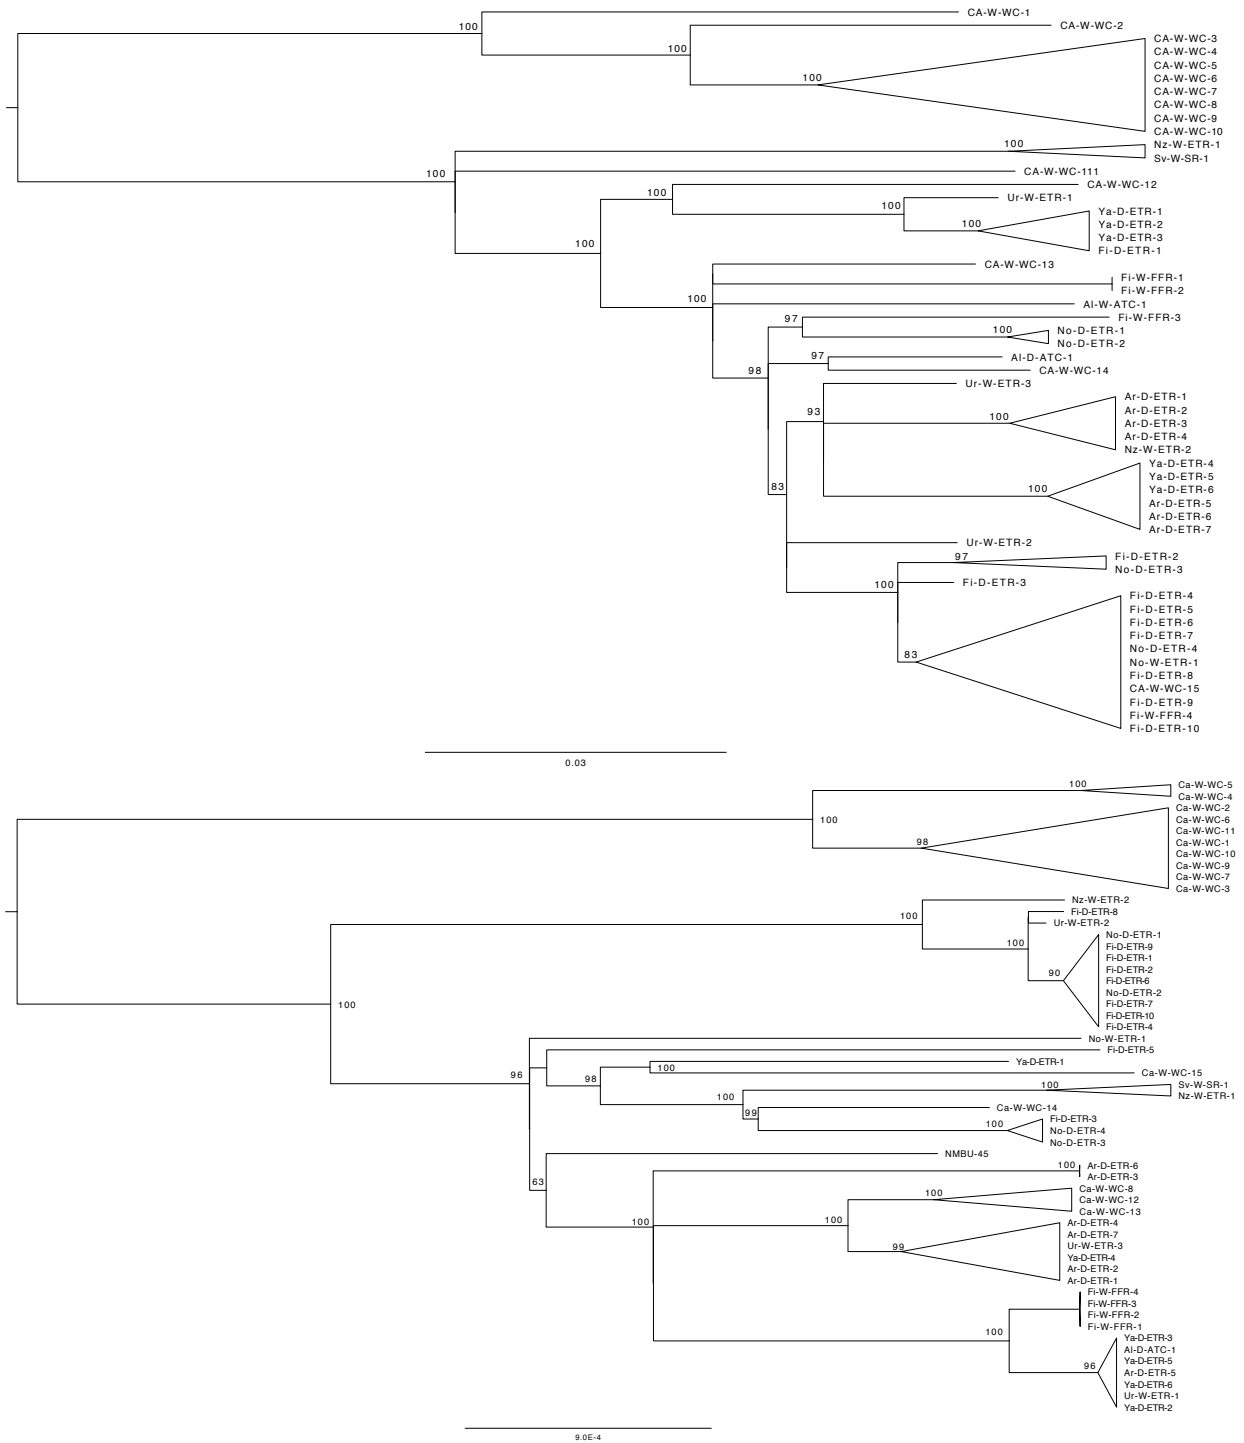 CA-W-WC-1
100
CA-W-WC-2
100
CA-W-WC-3
CA-W-WC-4
CA-W-WC-5
100
CA-W-WC-6
CA-W-WC-7
CA-W-WC-8
CA-W-WC-9
CA-W-WC-10
100
Nz-W-ETR-1
Sv-W-SR-1
100
CA-W-WC-111
CA-W-WC-12
100
Ur-W-ETR-1
100
Ya-D-ETR-1
100
Ya-D-ETR-2
Ya-D-ETR-3
100
Fi-D-ETR-1
CA-W-WC-13
Fi-W-FFR-1
Fi-W-FFR-2
100
Al-W-ATC-1
97
Fi-W-FFR-3
100
No-D-ETR-1
No-D-ETR-2
97
Al-D-ATC-1
98
CA-W-WC-14
Ur-W-ETR-3
Ar-D-ETR-1
93
Ar-D-ETR-2
100
Ar-D-ETR-3
Ar-D-ETR-4
Nz-W-ETR-2
Ya-D-ETR-4
Ya-D-ETR-5
83
100
Ya-D-ETR-6
Ar-D-ETR-5
Ar-D-ETR-6
Ar-D-ETR-7
Ur-W-ETR-2
97
Fi-D-ETR-2
No-D-ETR-3
100
Fi-D-ETR-3
Fi-D-ETR-4
Fi-D-ETR-5
Fi-D-ETR-6
Fi-D-ETR-7
No-D-ETR-4
83
No-W-ETR-1
Fi-D-ETR-8
CA-W-WC-15
Fi-D-ETR-9
Fi-W-FFR-4
Fi-D-ETR-10
0.03
100
Ca-W-WC-5
Ca-W-WC-4
Ca-W-WC-2
100
Ca-W-WC-6
Ca-W-WC-11
98
Ca-W-WC-1
Ca-W-WC-10
Ca-W-WC-9
Ca-W-WC-7
Ca-W-WC-3
Nz-W-ETR-2
100
Fi-D-ETR-8
Ur-W-ETR-2
No-D-ETR-1
100
Fi-D-ETR-9
Fi-D-ETR-1
90
Fi-D-ETR-2
Fi-D-ETR-6
No-D-ETR-2
100
Fi-D-ETR-7
Fi-D-ETR-10
Fi-D-ETR-4
No-W-ETR-1
Fi-D-ETR-5
Ya-D-ETR-1
100
96
98
Ca-W-WC-15
100
Sv-W-SR-1
Nz-W-ETR-1
100
Ca-W-WC-14
99
Fi-D-ETR-3
100
No-D-ETR-4
No-D-ETR-3
NMBU-45
100
Ar-D-ETR-6
Ar-D-ETR-3
63
Ca-W-WC-8
100
Ca-W-WC-12
Ca-W-WC-13
100
100
Ar-D-ETR-4
Ar-D-ETR-7
99
Ur-W-ETR-3
Ya-D-ETR-4
Ar-D-ETR-2
Ar-D-ETR-1
Fi-W-FFR-4
Fi-W-FFR-3
Fi-W-FFR-2
Fi-W-FFR-1
100
Ya-D-ETR-3
Al-D-ATC-1
Ya-D-ETR-5
96
Ar-D-ETR-5
Ya-D-ETR-6
Ur-W-ETR-1
Ya-D-ETR-2
9.0E-4